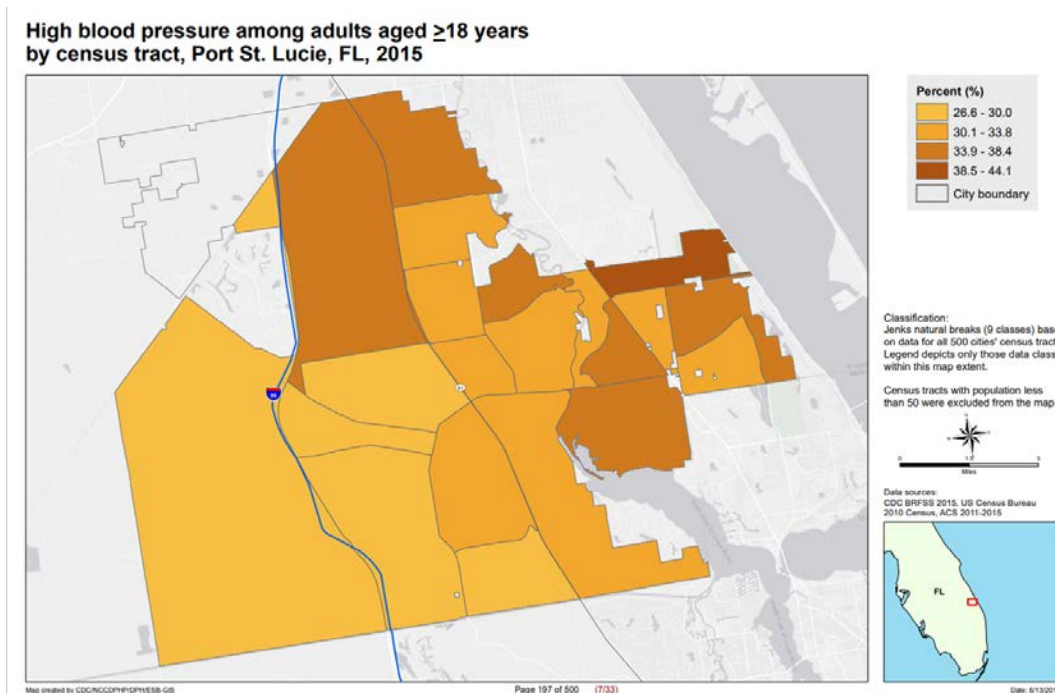 High blood pressure among adults aged ≥18 years
by census tract, Port St. Lucie, FL, 2015
Percent (%)
26.6 - 30.0
30.1 - 33.8
33.9 - 38.4
38.5 - 44.1
City boundary
Classification:
Jenks natural breaks (9 classes) bas
on data for all 500 cities' census tract
Legend depicts only those data class
within this map extent.
Census tracts with population less
than 50 were excluded from the map
95
0
3
Miles
Data sources:
CDC BRFSS 2015, US Census Bureau
2010 Census, ACS 2011-2015
FL
Map created by CDC/NCCDPHP/DPH/ESB-GIS
Page 197 of 500 (7/33)